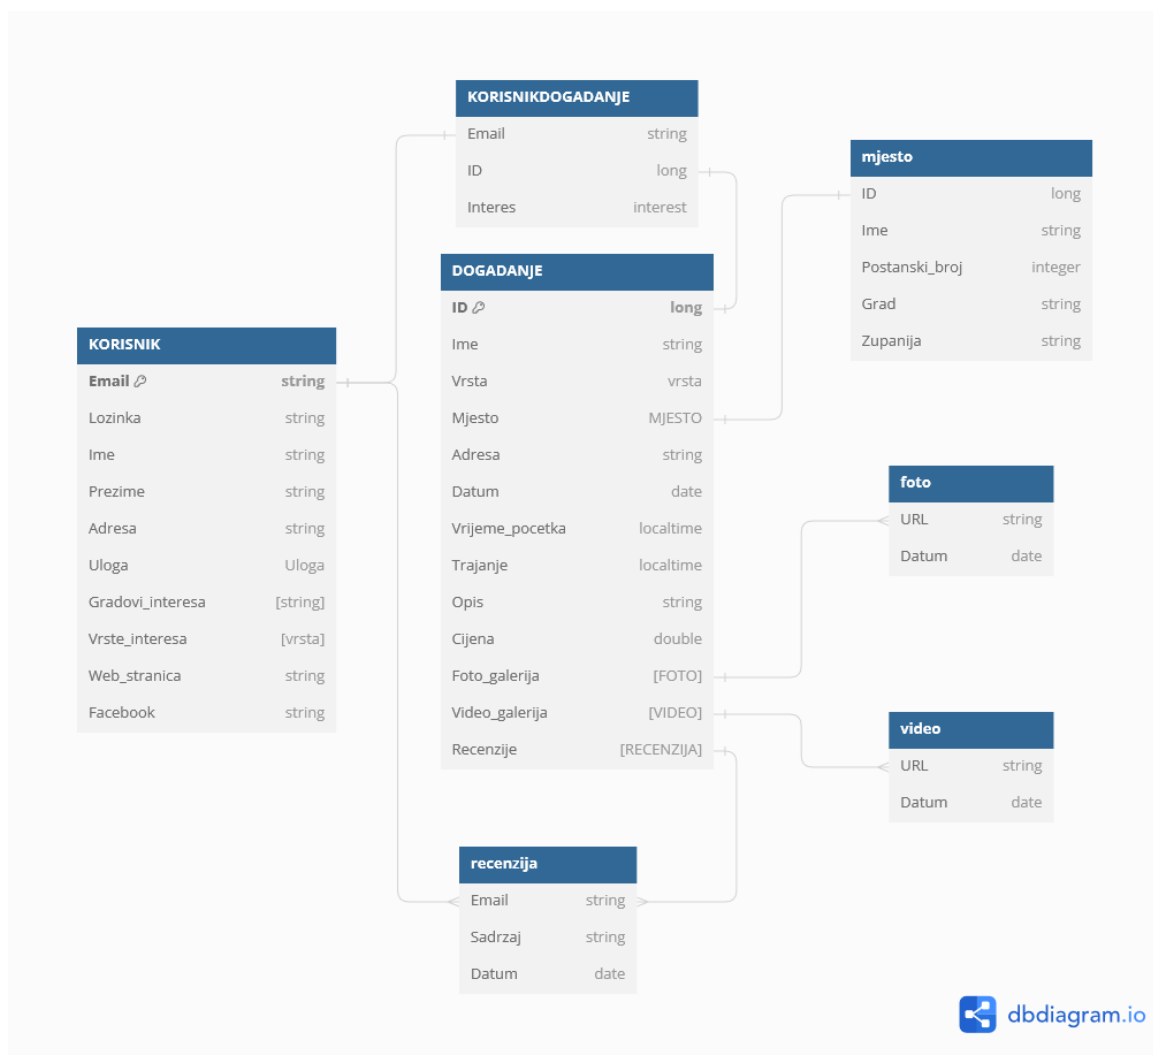 KORISNIKDOGADANJE
Email string
ID long
Interes interest
mjesto
ID long
Ime string
Postanski_broj integer
Grad string
Zupanija string
DOGADANJE
ID long
Ime string
Vrsta vrsta
Mjesto MJESTO
Adresa string
Datum date
Vrijeme_pocetka localtime
Trajanje localtime
Opis string
Cijena double
Foto_galerija [FOTO]
Video_galerija [VIDEO]
Recenzije [RECENZIJA]
KORISNIK
Email string
Lozinka string
Ime string
Prezime string
Adresa string
Uloga Uloga
Gradovi_interesa [string]
Vrste_interesa [vrsta]
Web_stranica string
Facebook string
foto
URL string
Datum date
video
URL string
Datum date
recenzija
Email string
Sadrzaj string
Datum date
dbdiagram.io